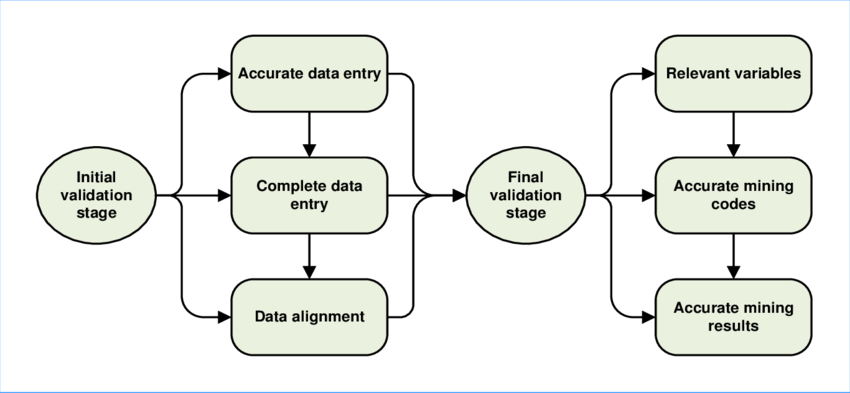 Initial
validation
stage
Accurate data entry
Complete data
entry
Data alignment
Final
validation
stage
Relevant variables
Accurate mining
codes
Accurate mining
results